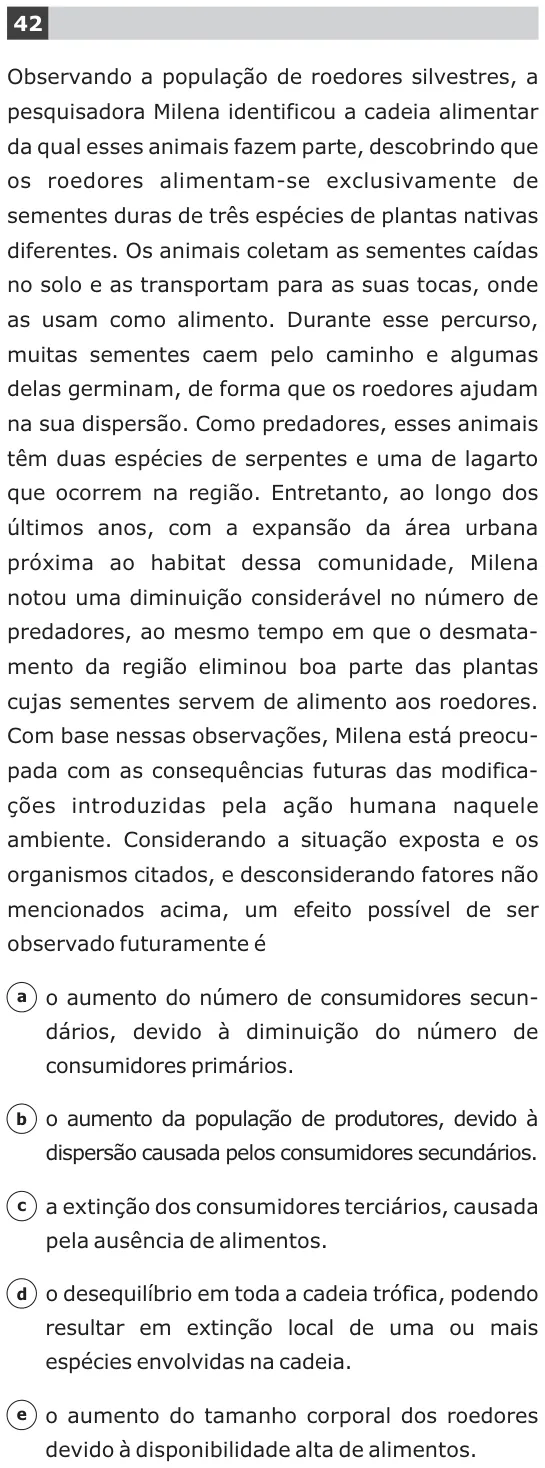 42
Observando a população de roedores silvestres, a
pesquisadora Milena identificou a cadeia alimentar
da qual esses animais fazem parte, descobrindo que
os roedores alimentam-se exclusivamente de
sementes duras de três espécies de plantas nativas
diferentes. Os animais coletam as sementes caídas
no solo e as transportam para as suas tocas, onde
as usam como alimento. Durante esse percurso,
muitas sementes caem pelo caminho e algumas
delas germinam, de forma que os roedores ajudam
na sua dispersão. Como predadores, esses animais
têm duas espécies de serpentes e uma de lagarto
que ocorrem na região. Entretanto, ao longo dos
últimos anos, com a expansão da área urbana
próxima ao habitat dessa comunidade, Milena
notou uma diminuição considerável no número de
predadores, ao mesmo tempo em que o desmata-
mento da região eliminou boa parte das plantas
cujas sementes servem de alimento aos roedores.
Com base nessas observações, Milena está preocu-
pada com as consequências futuras das modifica-
ções introduzidas pela ação humana naquele
ambiente. Considerando a situação exposta e os
organismos citados, e desconsiderando fatores não
mencionados acima, um efeito possível de ser
observado futuramente é
a o aumento do número de consumidores secun-
dários, devido à diminuição do número de
consumidores primários.
b o aumento da população de produtores, devido à
dispersão causada pelos consumidores secundários.
c a extinção dos consumidores terciários, causada
pela ausência de alimentos.
d o desequilíbrio em toda a cadeia trófica, podendo
resultar em extinção local de uma ou mais
espécies envolvidas na cadeia.
e o aumento do tamanho corporal dos roedores
devido à disponibilidade alta de alimentos.